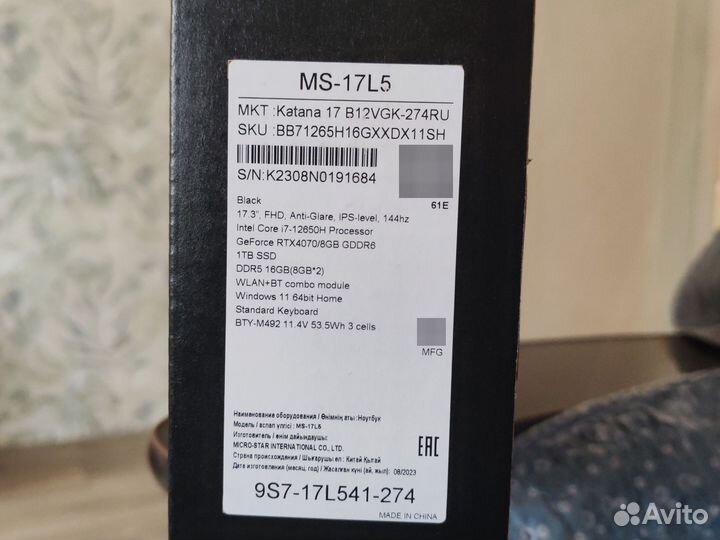 MS-17L5
MKT :Katana 17 B12VGK-274RU
SKU :BB71265H16GXXDX11SH
S/N:K2308N0191684
61E
Black
17.3", FHD, Anti-Glare, IPS-level, 144hz
Intel Core i7-12650H Processor
GeForce RTX4070/8GB GDDR6
1TB SSD
DDR5 16GB(8GB*2)
WLAN+BT combo module
Windows 11 64bit Home
Standard Keyboard
BTY-M492 11.4V 53.5Wh 3 cells
MFG
Наименование оборудования / Өнімнің аты : Ноутбук
Модель / аспап үлгісі : MS-17L5
Изготовитель / өнім дайындаушы:
MICRO-STAR INTERNATIONAL CO., LTD.
Страна происхождения / Шығарушы ел : Китай Қытай
Дата изготовления (месяц, год) / Жасалған күні (ай, жыл): 08/2023
EAC
9S7-17L541-274
MADE IN CHINA
Avito